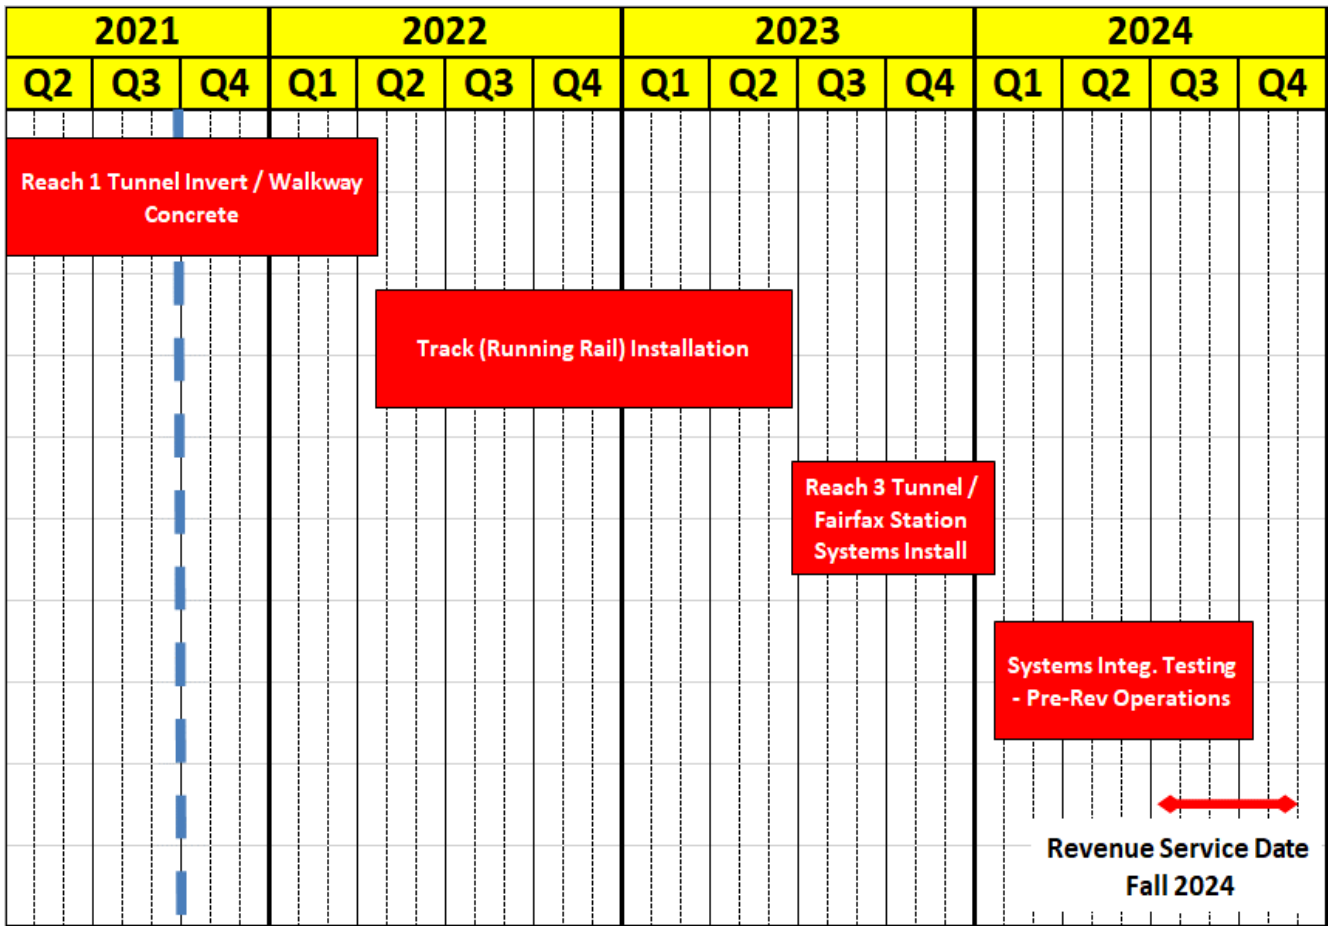 2021 2022 2023 2024
Q2 Q3 Q4 Q1 Q2 Q3 Q4 Q1 Q2 Q3 Q4 Q1 Q2 Q3 Q4
Reach 1 Tunnel Invert / Walkway
Concrete
Track (Running Rail) Installation
Reach 3 Tunnel /
Fairfax Station
Systems Install
Systems Integ. Testing
- Pre-Rev Operations
Revenue Service Date
Fall 2024